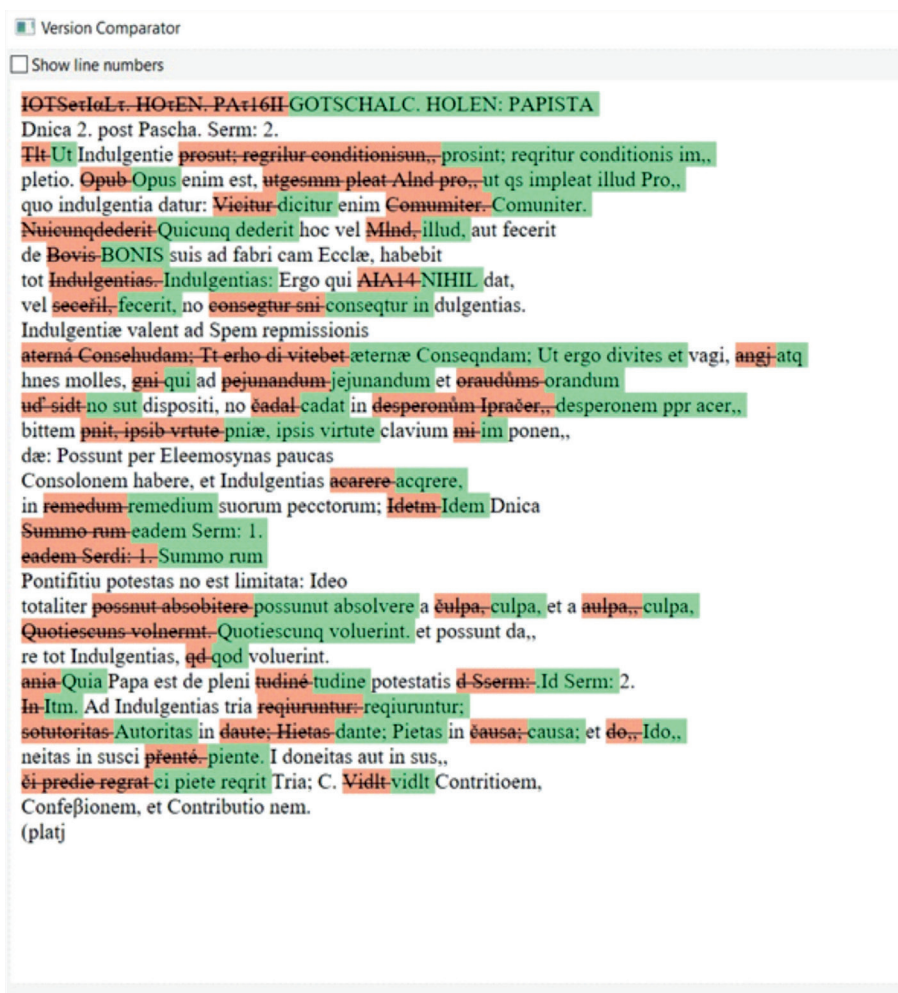 Version Comparator
Show line numbers
IOTSeτIαLτ. HOτEN. PAτ16II GOTSCHALC. HOLEN: PAPISTA
Dnica 2. post Pascha. Serm: 2.
Tlt Ut Indulgentie prosut; regrilur conditionisun,, prosint; reqritur conditionis im,,
pletio. Opub Opus enim est, utgesmm pleat Alnd pro,, ut qs impleat illud Pro,,
quo indulgentia datur: Vicitur dicitur enim Comumiter. Comuniter.
Nuicunqdederit Quicunq dederit hoc vel Mlnd, illud, aut fecerit
de Bovis BONIS suis ad fabri cam Ecclæ, habebit
tot Indulgentias. Indulgentias: Ergo qui AIA14 NIHIL dat,
vel seceřil, fecerit, no consegtur sni conseqtur in dulgentias.
Indulgentiæ valent ad Spem repmissionis
aterná Consehudam; Tt erho di vitebet æternæ Conseqndam; Ut ergo divites et vagi, angj atq
hnes molles, gni qui ad pejunandum jejunandum et oraudûms orandum
uď sidt no sut dispositi, no čadal cadat in desperonům Ipračer,, desperonem ppr acer,,
bittem pnit, ipsib vrtute pniæ, ipsis virtute clavium mi im ponen,,
dæ: Possunt per Eleemosynas paucas
Consolonem habere, et Indulgentias acarere acqrere,
in remedum remedium suorum pecctorum; Idetm Idem Dnica
Summo rum eadem Serm: 1.
eadem Serdi: 1. Summo rum
Pontifitiu potestas no est limitata: Ideo
totaliter possnut absobitere possunut absolvere a čulpa, culpa, et a aulpa,, culpa,
Quotiescuns volnermt. Quotiescunq voluerint. et possunt da,,
re tot Indulgentias, qd qod voluerint.
ania Quia Papa est de pleni tudiné tudine potestatis d Sserm: .Id Serm: 2.
In Itm. Ad Indulgentias tria reqiuruntur: reqiuruntur;
sotutoritas Autoritas in daute; Hietas dante; Pietas in čausa; causa; et do,, Ido,,
neitas in susci přenté. piente. I doneitas aut in sus,,
či predie regrat ci piete reqrit Tria; C. Vidlt vidlt Contritioem,
Confeβionem, et Contributio nem.
(platj